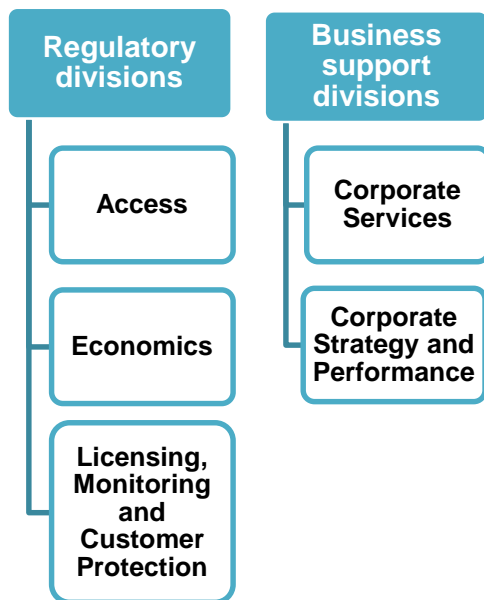 Regulatory
divisions
Access
Economics
Licensing,
Monitoring
and
Customer
Protection
Business
support
divisions
Corporate
Services
Corporate
Strategy and
Performance